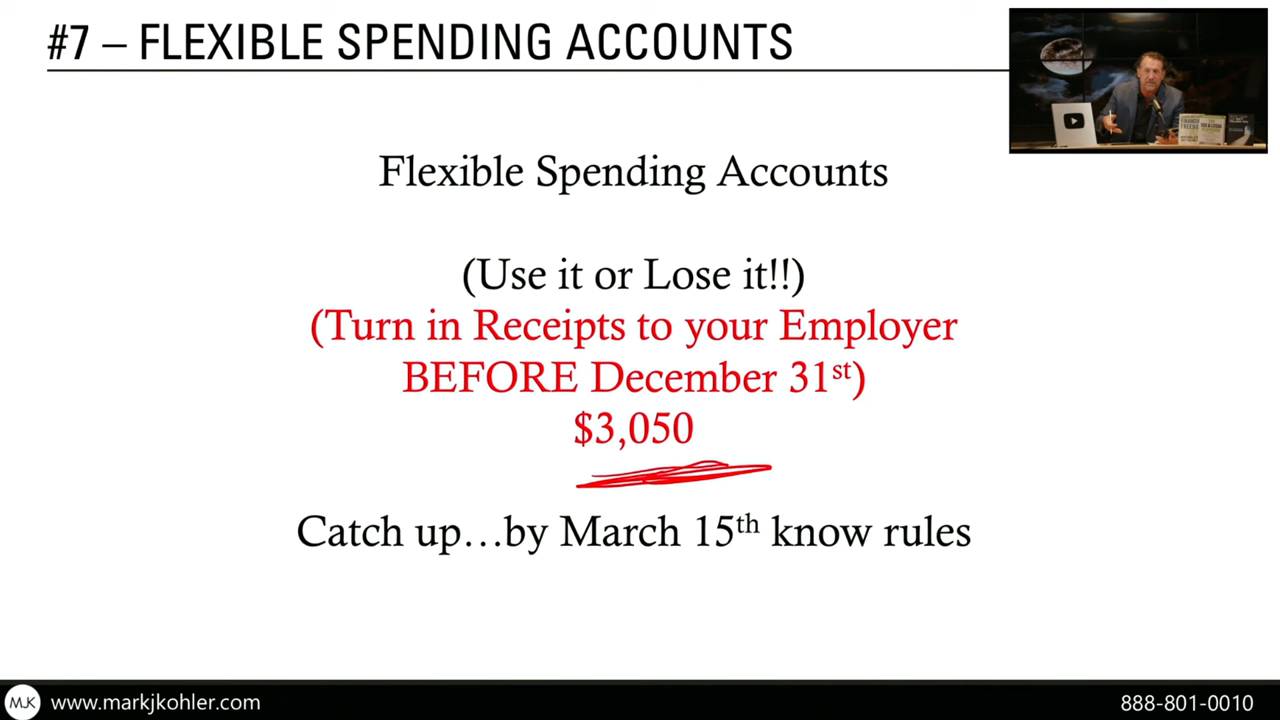 #7 – FLEXIBLE SPENDING ACCOUNTS
Flexible Spending Accounts
(Use it or Lose it!!)
(Turn in Receipts to your Employer
BEFORE December 31st)
$3,050
Catch up...by March 15th know rules
MJK www.markjkohler.com
888-801-0010